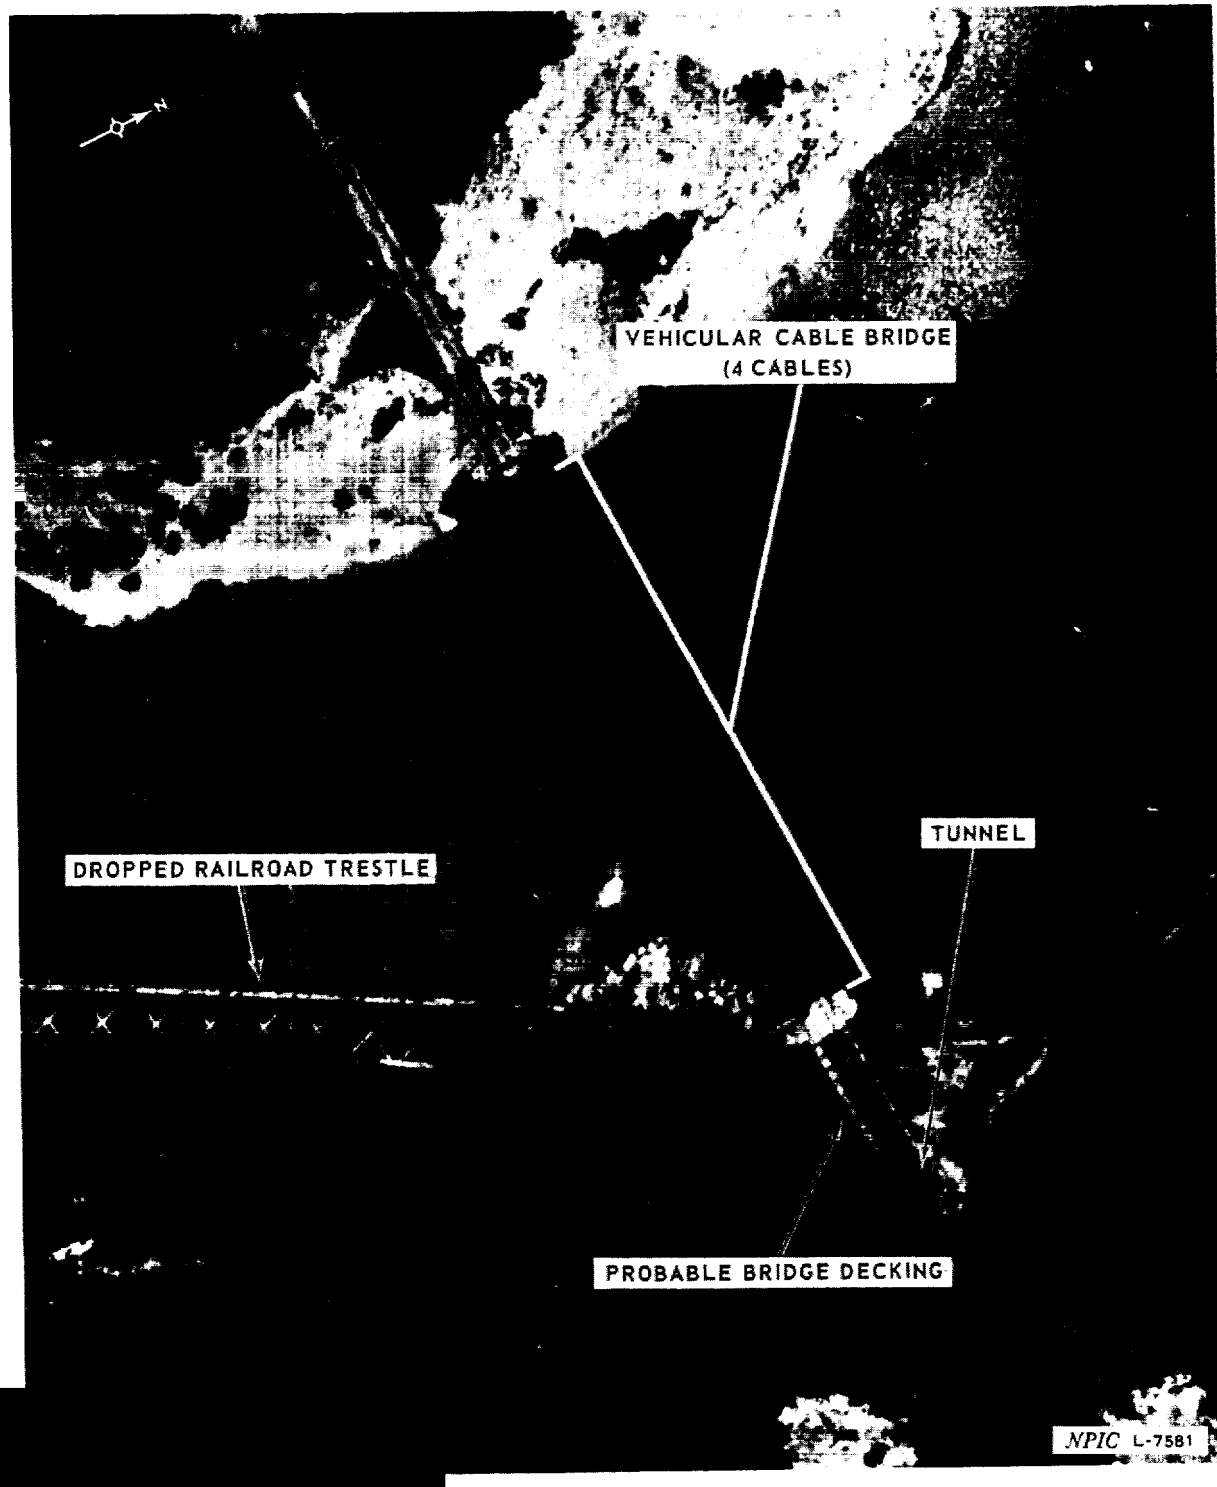 N
VEHICULAR CABLE BRIDGE
(4 CABLES)
TUNNEL
DROPPED RAILROAD TRESTLE
PROBABLE BRIDGE DECKING
NPIC L-7581